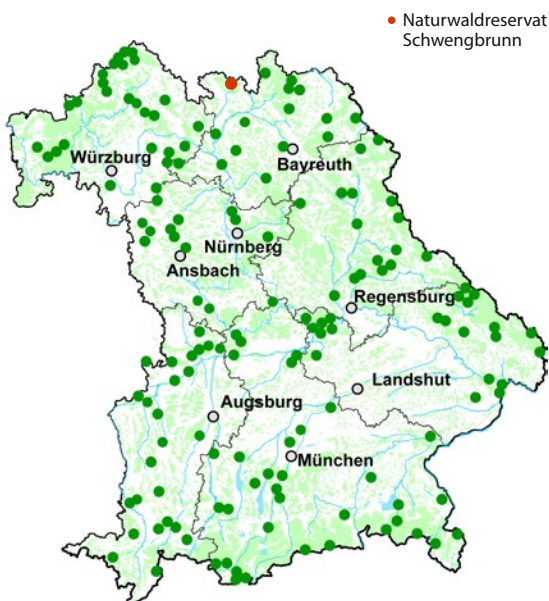 Naturwaldreservat
Schwengbrunn
Würzburg
Bayreuth
Nürnberg
Ansbach
Regensburg
Landshut
Augsburg
München